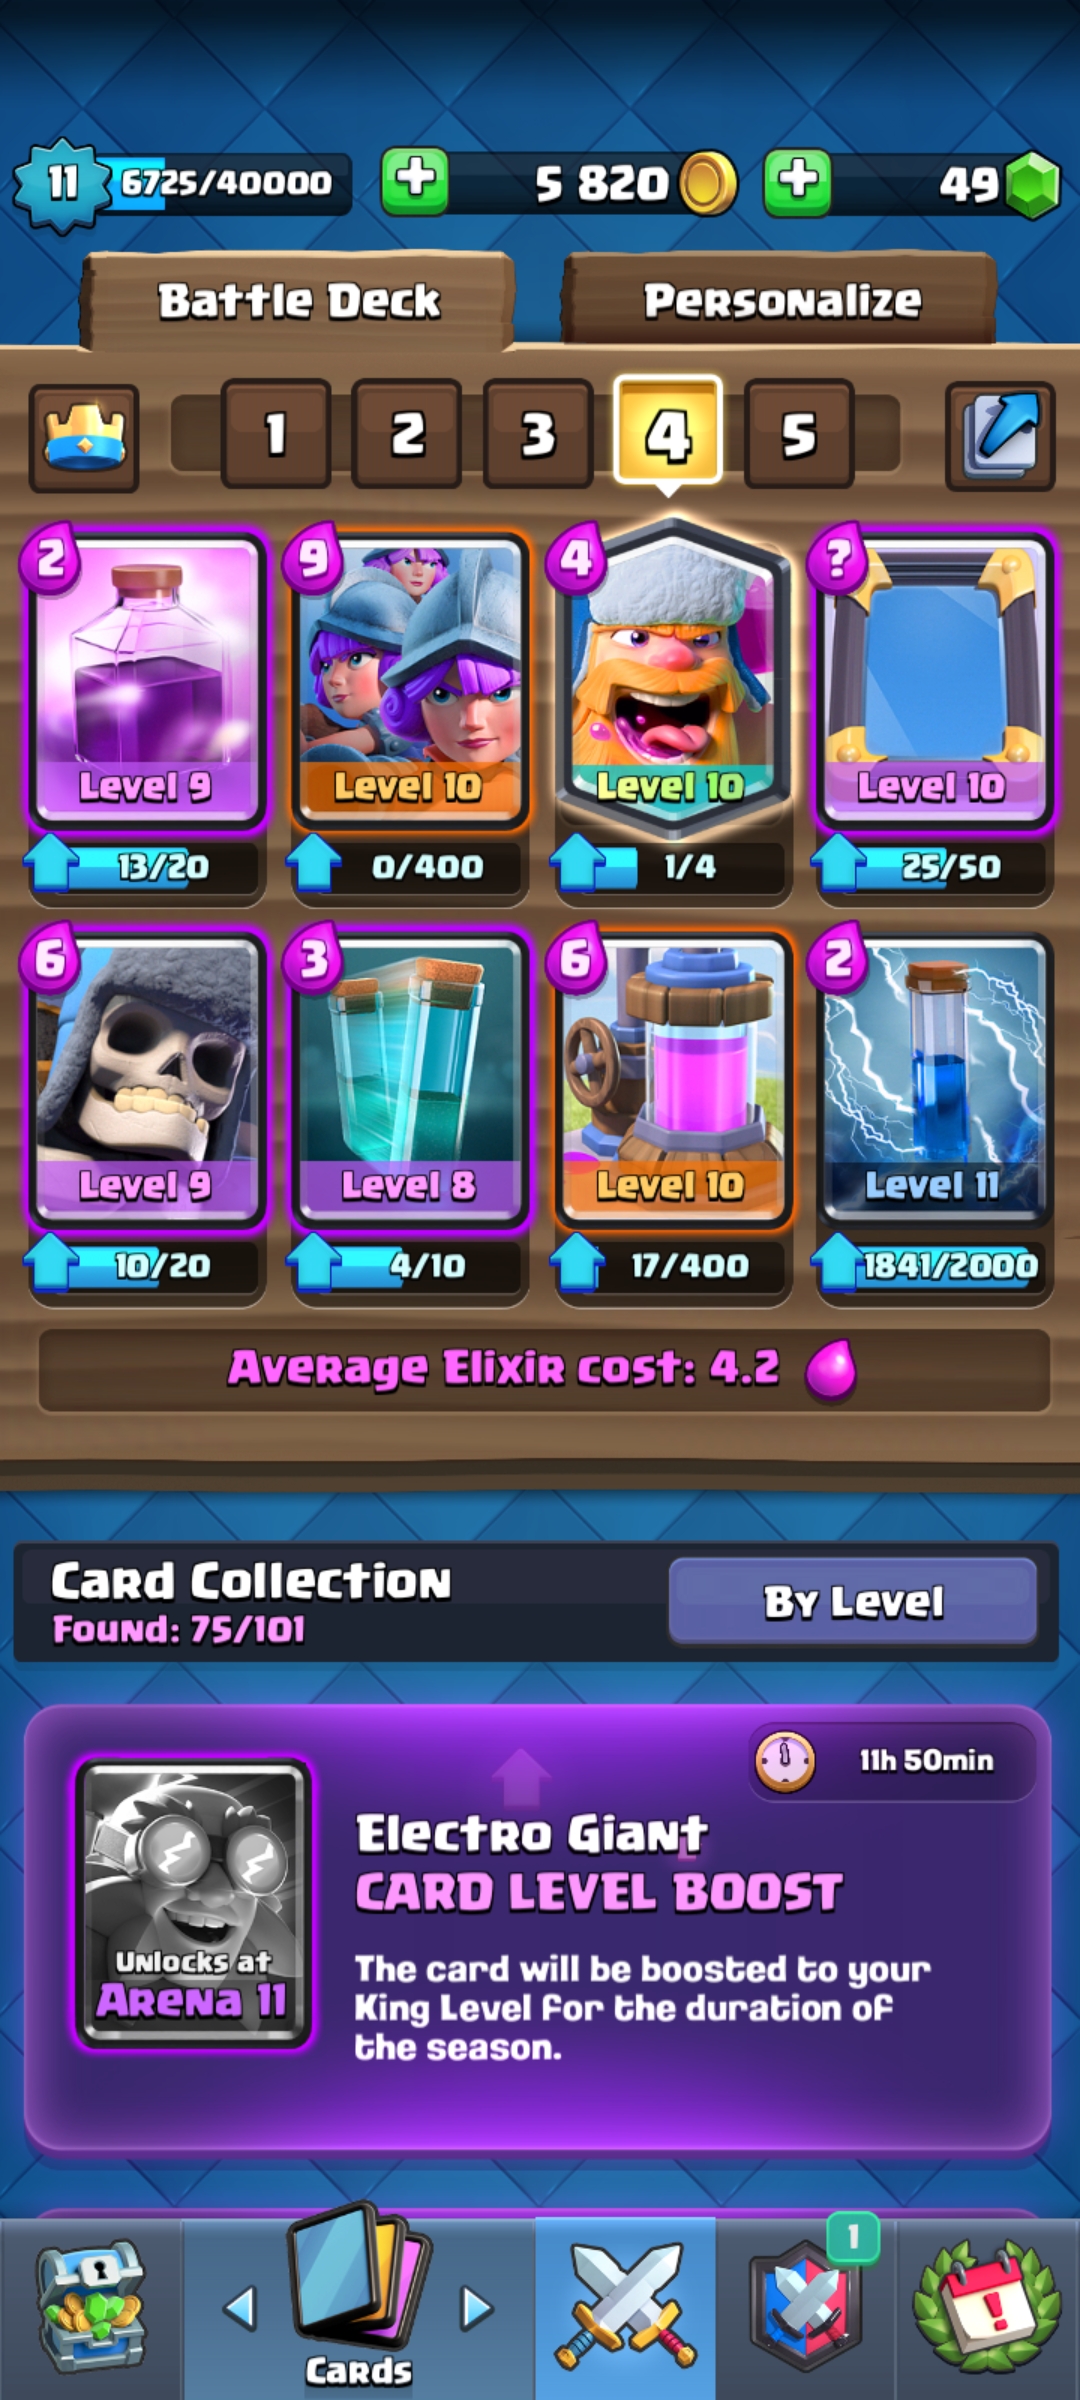 11
6725/40000
5 820
49
Battle Deck
Personalize
1
2
3
4
5
2
9
4
?
Level 9
Level 10
Level 10
Level 10
13/20
0/400
1/4
25/50
6
3
6
2
Level 9
Level 8
Level 10
Level 11
10/20
4/10
17/400
1841/2000
Average Elixir cost: 4.2
Card Collection
Found: 75/101
By Level
11h 50min
Electro Giant
CARD LEVEL BOOST
Unlocks at
Arena 11
The card will be boosted to your
King Level for the duration of
the season.
1
Cards